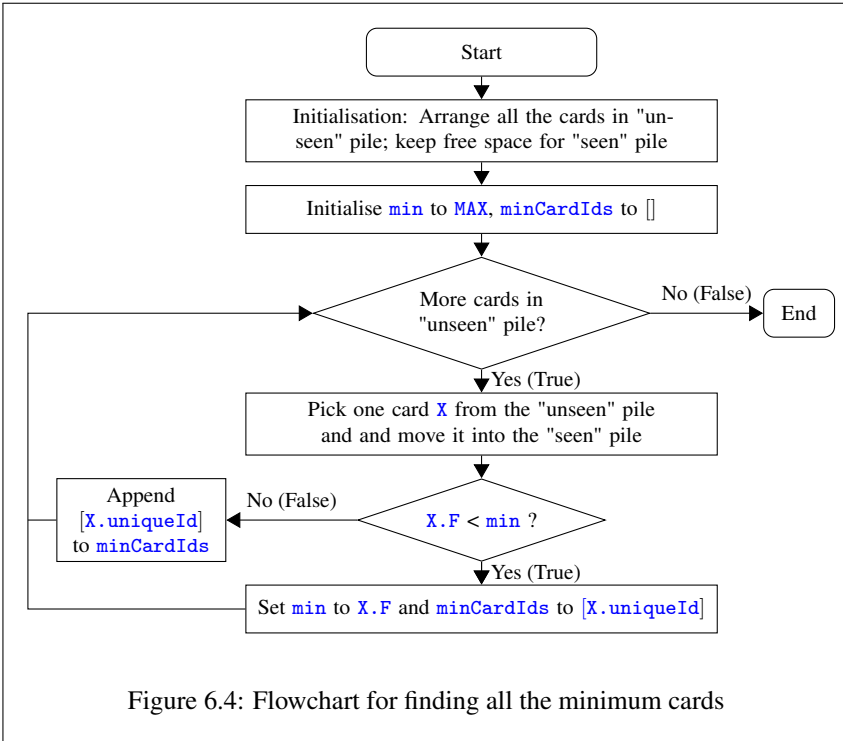 Start
Initialisation: Arrange all the cards in "un-
seen" pile; keep free space for "seen" pile
Initialise min to MAX, minCardIds to []
More cards in
"unseen" pile?
No (False)
End
Yes (True)
Pick one card X from the "unseen" pile
and and move it into the "seen" pile
Append
[X.uniqueId]
to minCardIds
No (False)
X.F < min ?
Yes (True)
Set min to X.F and minCardIds to [X.uniqueId]
Figure 6.4: Flowchart for finding all the minimum cards